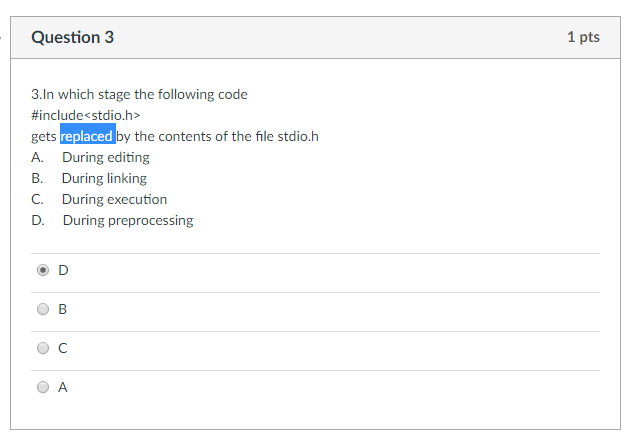 Question 3
1 pts
3.In which stage the following code
#include<stdio.h>
gets replaced by the contents of the file stdio.h
A. During editing
B. During linking
C. During execution
D. During preprocessing
D
B
C
A